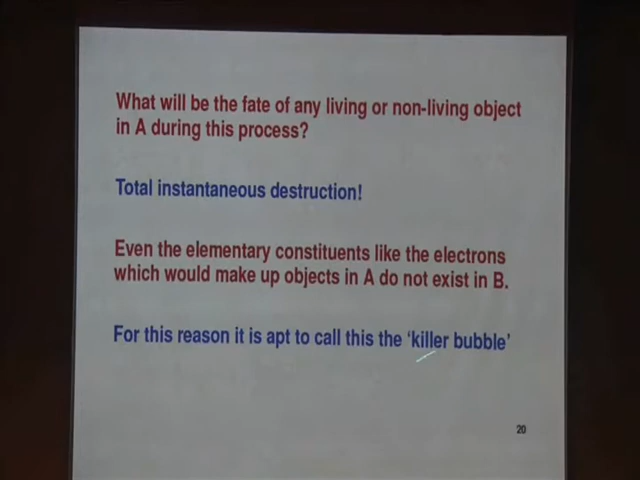 What will be the fate of any living or non-living object
in A during this process?
Total instantaneous destruction!
Even the elementary constituents like the electrons
which would make up objects in A do not exist in B.
For this reason it is apt to call this the ‘killer bubble’
20